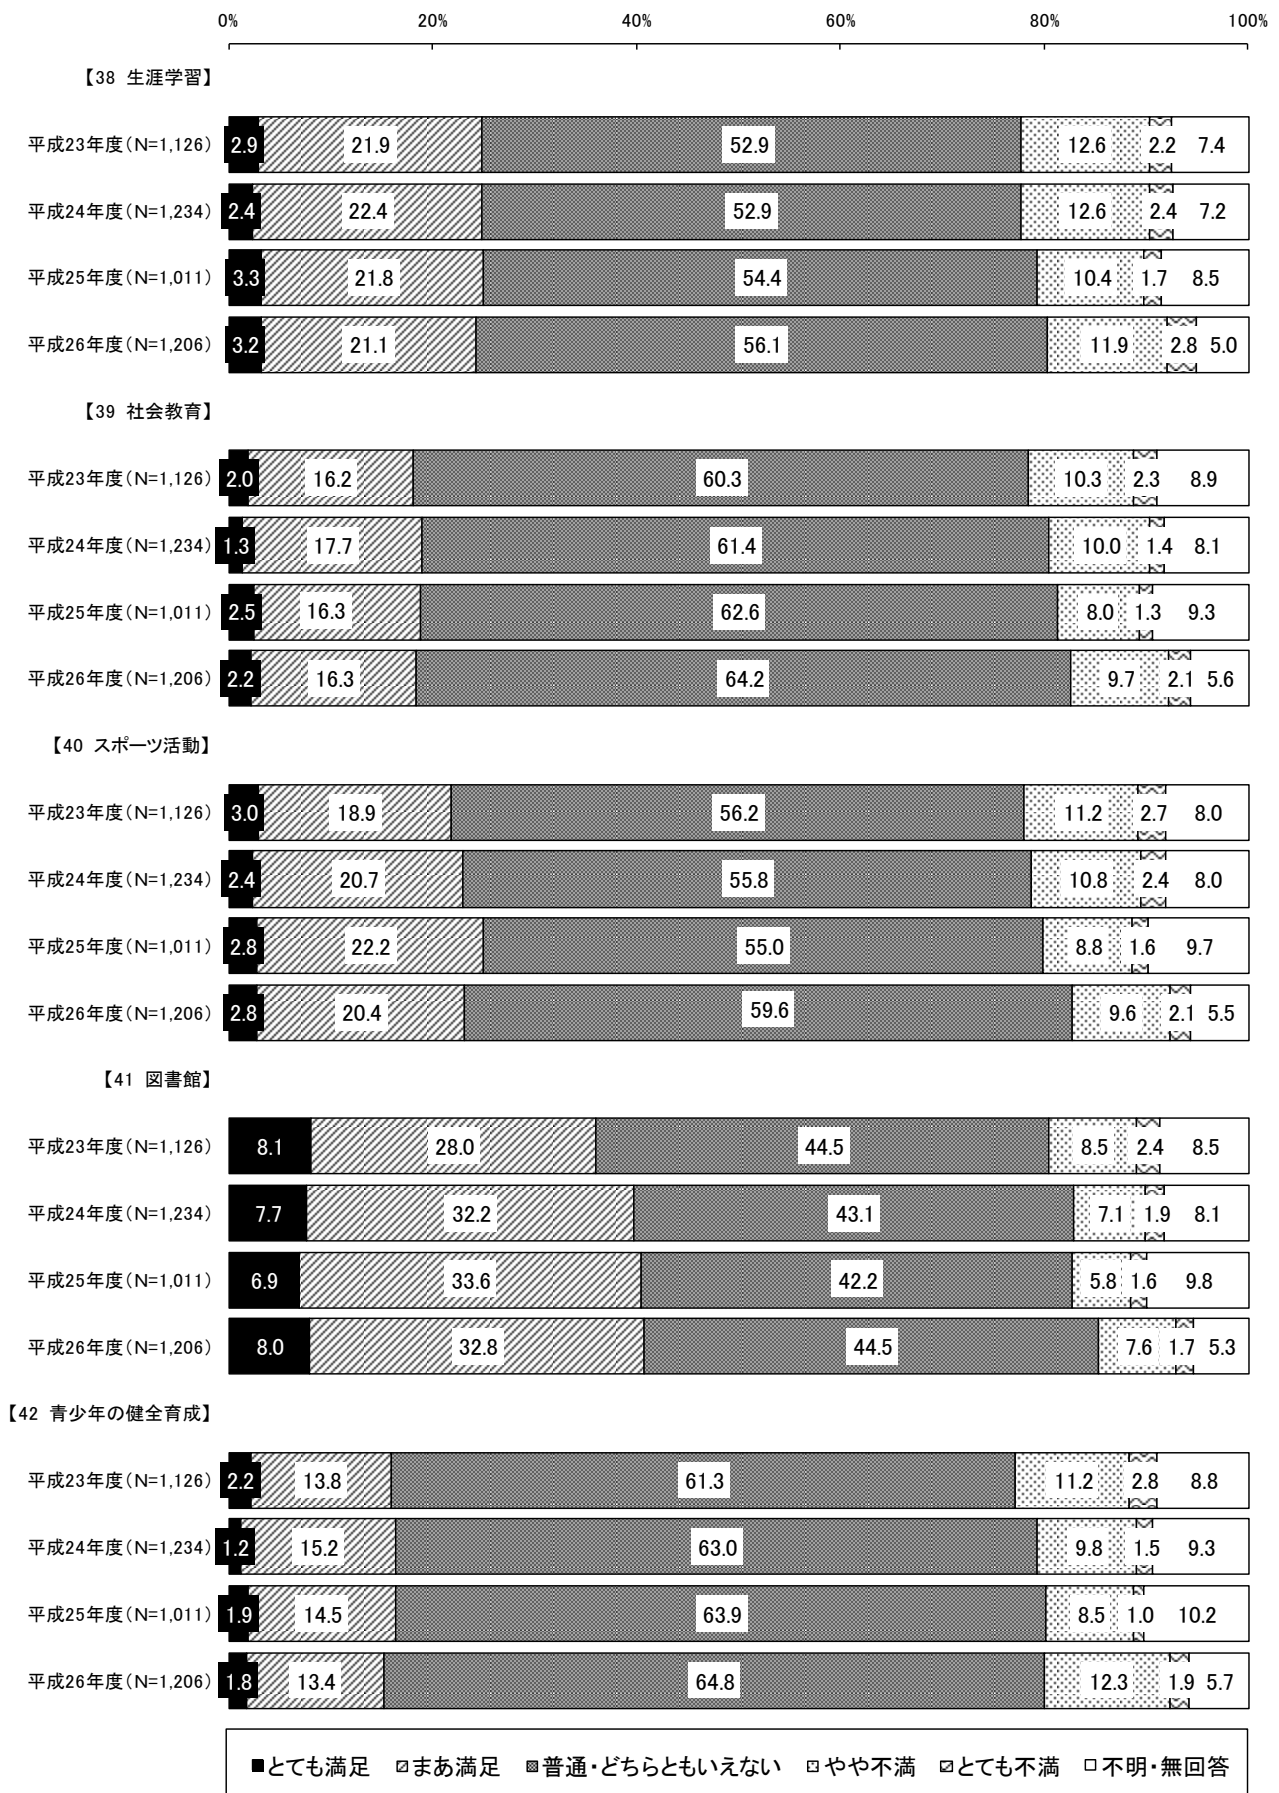 0% 20% 40% 60% 80% 100%
【38 生涯学習】
平成23年度(N=1,126) 2.9 21.9 52.9 12.6 2.2 7.4
平成24年度(N=1,234) 2.4 22.4 52.9 12.6 2.4 7.2
平成25年度(N=1,011) 3.3 21.8 54.4 10.4 1.7 8.5
平成26年度(N=1,206) 3.2 21.1 56.1 11.9 2.8 5.0
【39 社会教育】
平成23年度(N=1,126) 2.0 16.2 60.3 10.3 2.3 8.9
平成24年度(N=1,234) 1.3 17.7 61.4 10.0 1.4 8.1
平成25年度(N=1,011) 2.5 16.3 62.6 8.0 1.3 9.3
平成26年度(N=1,206) 2.2 16.3 64.2 9.7 2.1 5.6
【40 スポーツ活動】
平成23年度(N=1,126) 3.0 18.9 56.2 11.2 2.7 8.0
平成24年度(N=1,234) 2.4 20.7 55.8 10.8 2.4 8.0
平成25年度(N=1,011) 2.8 22.2 55.0 8.8 1.6 9.7
平成26年度(N=1,206) 2.8 20.4 59.6 9.6 2.1 5.5
【41 図書館】
平成23年度(N=1,126) 8.1 28.0 44.5 8.5 2.4 8.5
平成24年度(N=1,234) 7.7 32.2 43.1 7.1 1.9 8.1
平成25年度(N=1,011) 6.9 33.6 42.2 5.8 1.6 9.8
平成26年度(N=1,206) 8.0 32.8 44.5 7.6 1.7 5.3
【42 青少年の健全育成】
平成23年度(N=1,126) 2.2 13.8 61.3 11.2 2.8 8.8
平成24年度(N=1,234) 1.2 15.2 63.0 9.8 1.5 9.3
平成25年度(N=1,011) 1.9 14.5 63.9 8.5 1.0 10.2
平成26年度(N=1,206) 1.8 13.4 64.8 12.3 1.9 5.7
とても満足 まあ満足 普通・どちらともいえない やや不満 とても不満 不明・無回答